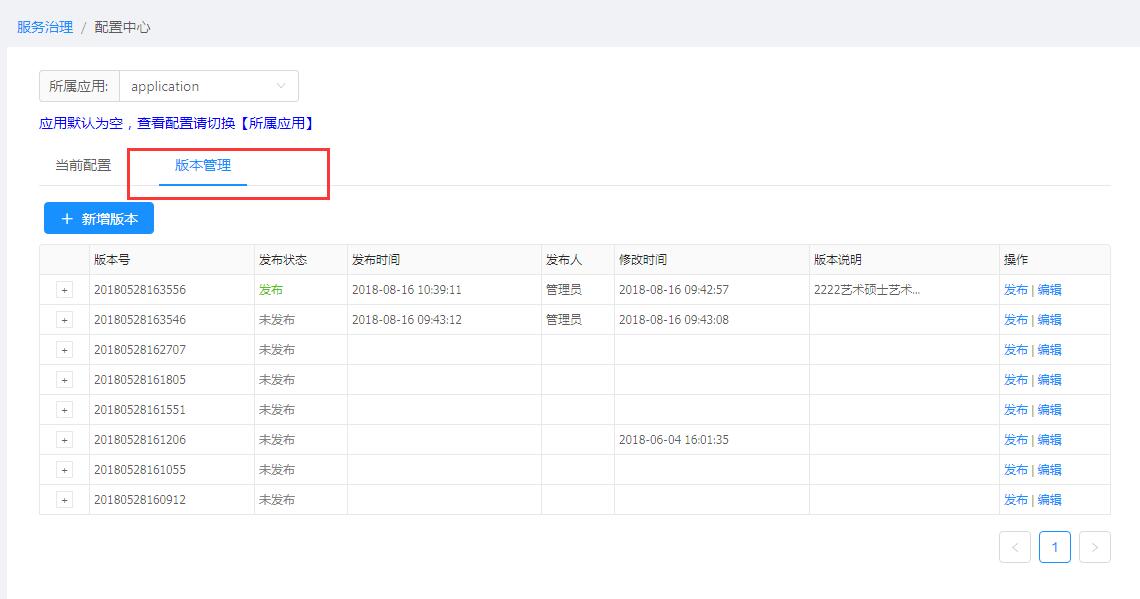 服务治理 / 配置中心
所属应用: application
应用默认为空，查看配置请切换【所属应用】
当前配置 版本管理
+ 新增版本
版本号 发布状态 发布时间 发布人 修改时间 版本说明 操作
+ 20180528163556 发布 2018-08-16 10:39:11 管理员 2018-08-16 09:42:57 2222艺术硕士艺术... 发布 | 编辑
+ 20180528163546 未发布 2018-08-16 09:43:12 管理员 2018-08-16 09:43:08 发布 | 编辑
+ 20180528162707 未发布 发布 | 编辑
+ 20180528161805 未发布 发布 | 编辑
+ 20180528161551 未发布 发布 | 编辑
+ 20180528161206 未发布 2018-06-04 16:01:35 发布 | 编辑
+ 20180528161055 未发布 发布 | 编辑
+ 20180528160912 未发布 发布 | 编辑
< 1 >